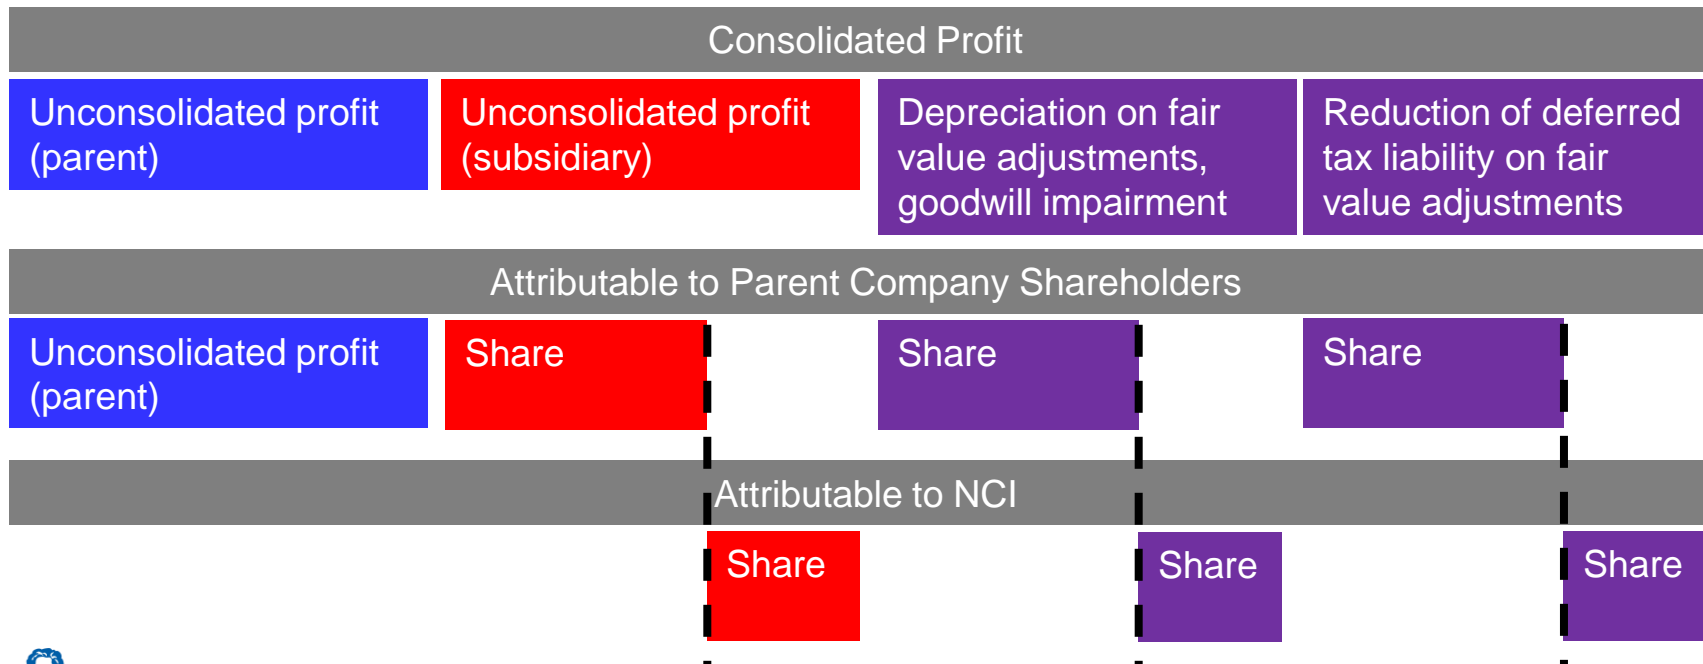 Consolidated Profit
Unconsolidated profit
(parent)
Unconsolidated profit
(subsidiary)
Depreciation on fair
value adjustments,
goodwill impairment
Reduction of deferred
tax liability on fair
value adjustments
Attributable to Parent Company Shareholders
Unconsolidated profit
(parent)
Share
Share
Share
Attributable to NCI
Share
Share
Share